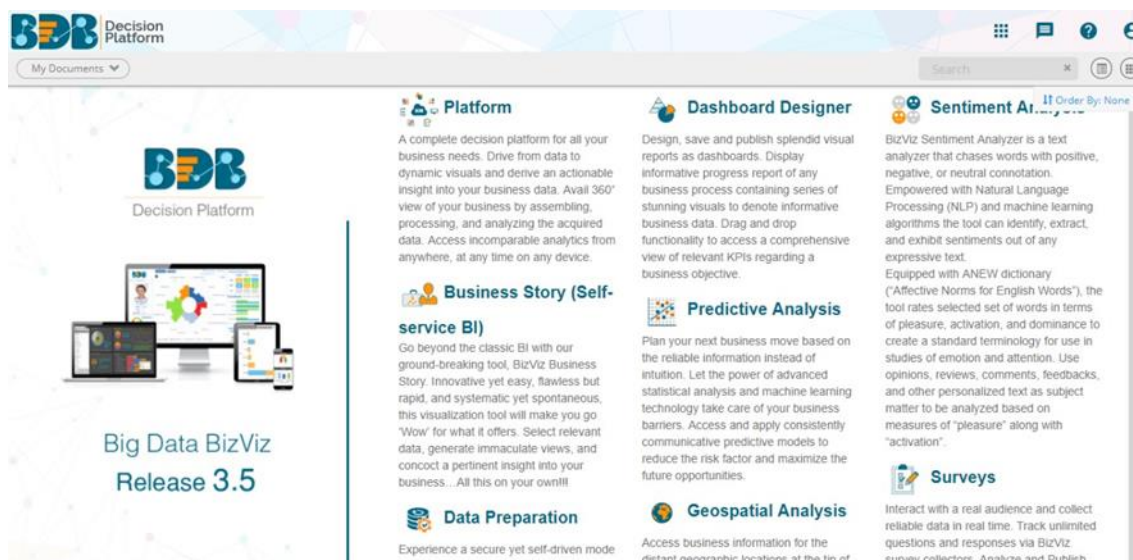 BDB Decision
Platform
My Documents
Search
Order By: None
BDB
Decision Platform
Big Data BizViz
Release 3.5
Platform
A complete decision platform for all your
business needs. Drive from data to
dynamic visuals and derive an actionable
insight into your business data. Avail 360°
view of your business by assembling,
processing, and analyzing the acquired
data. Access incomparable analytics from
anywhere, at any time on any device.
Business Story (Self-
service BI)
Go beyond the classic BI with our
ground-breaking tool, BizViz Business
Story. Innovative yet easy, flawless but
rapid, and systematic yet spontaneous,
this visualization tool will make you go
'Wow' for what it offers. Select relevant
data, generate immaculate views, and
concoct a pertinent insight into your
business…All this on your own!!!
Data Preparation
Experience a secure yet self-driven mode
Dashboard Designer
Design, save and publish splendid visual
reports as dashboards. Display
informative progress report of any
business process containing series of
stunning visuals to denote informative
business data. Drag and drop
functionality to access a comprehensive
view of relevant KPIs regarding a
business objective.
Predictive Analysis
Plan your next business move based on
the reliable information instead of
intuition. Let the power of advanced
statistical analysis and machine learning
technology take care of your business
barriers. Access and apply consistently
communicative predictive models to
reduce the risk factor and maximize the
future opportunities.
Geospatial Analysis
Access business information for the
distant geographic locations at the tip of
Sentiment Analysis
BizViz Sentiment Analyzer is a text
analyzer that chases words with positive,
negative, or neutral connotation.
Empowered with Natural Language
Processing (NLP) and machine learning
algorithms the tool can identify, extract,
and exhibit sentiments out of any
expressive text.
Equipped with ANEW dictionary
("Affective Norms for English Words"), the
tool rates selected set of words in terms
of pleasure, activation, and dominance to
create a standard terminology for use in
studies of emotion and attention. Use
opinions, reviews, comments, feedbacks,
and other personalized text as subject
matter to be analyzed based on
measures of "pleasure" along with
"activation".
Surveys
Interact with a real audience and collect
reliable data in real time. Track unlimited
questions and responses via BizViz
survey collectors. Analyze and Publish